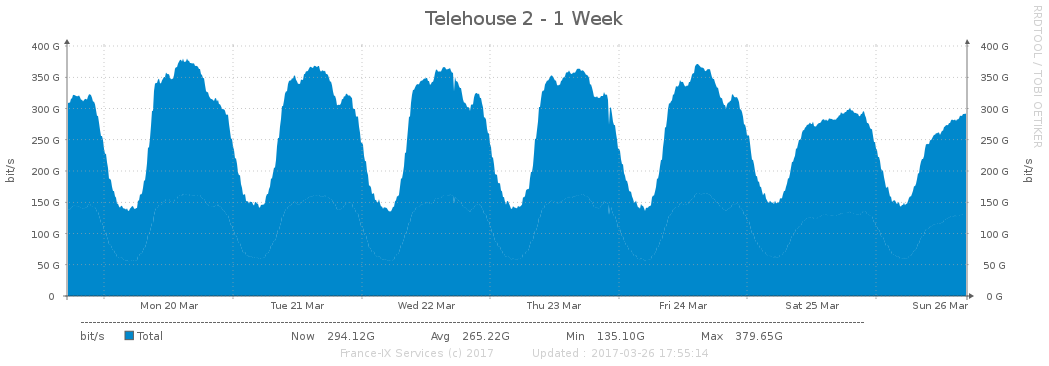 Telehouse 2 - 1 Week
RRDTOOL / TOBI OETIKER
bit/s
400 G
350 G
300 G
250 G
200 G
150 G
100 G
50 G
0
400 G
350 G
300 G
250 G
200 G
150 G
100 G
50 G
0 G
bit/s
Mon 20 Mar Tue 21 Mar Wed 22 Mar Thu 23 Mar Fri 24 Mar Sat 25 Mar Sun 26 Mar
bit/s Total Now 294.12G Avg 265.22G Min 135.10G Max 379.65G
France-IX Services (c) 2017 Updated : 2017-03-26 17:55:14